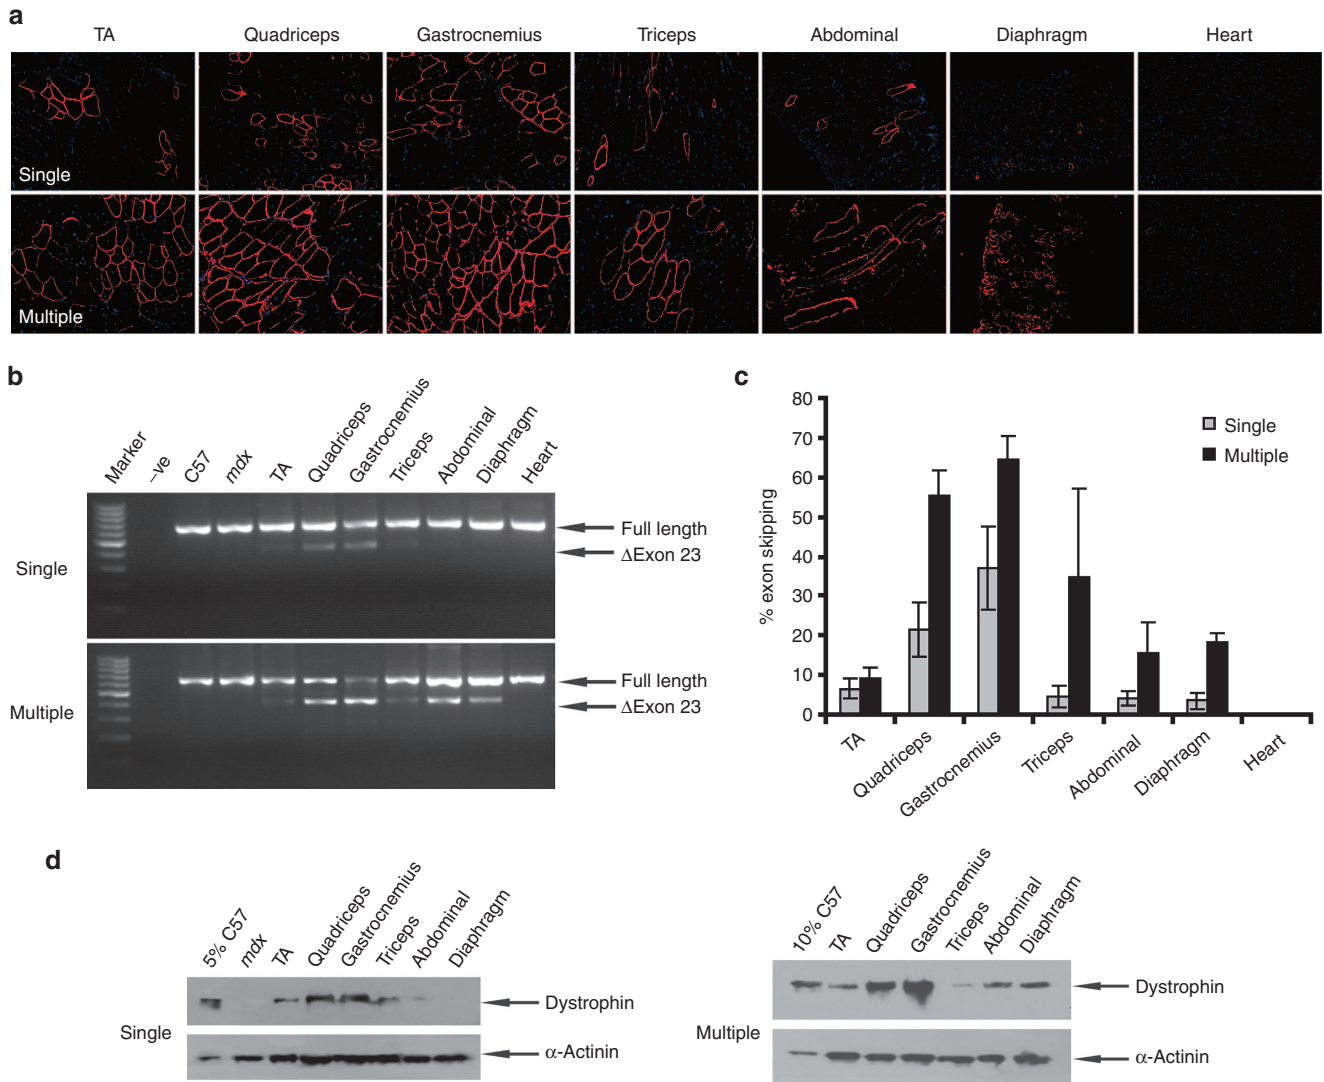 a
TA Quadriceps Gastrocnemius Triceps Abdominal Diaphragm Heart
Single
Multiple
b
Marker –ve C57 mdx TA Quadriceps Gastrocnemius Triceps Abdominal Diaphragm Heart
Single
Full length
ΔExon 23
Multiple
Full length
ΔExon 23
c
% exon skipping
80
70
60
50
40
30
20
10
0
Single
Multiple
TA Quadriceps Gastrocnemius Triceps Abdominal Diaphragm Heart
d
5% C57 mdx TA Quadriceps Gastrocnemius Triceps Abdominal Diaphragm
Single
Dystrophin
α-Actinin
10% C57 TA Quadriceps Gastrocnemius Triceps Abdominal Diaphragm
Multiple
Dystrophin
α-Actinin